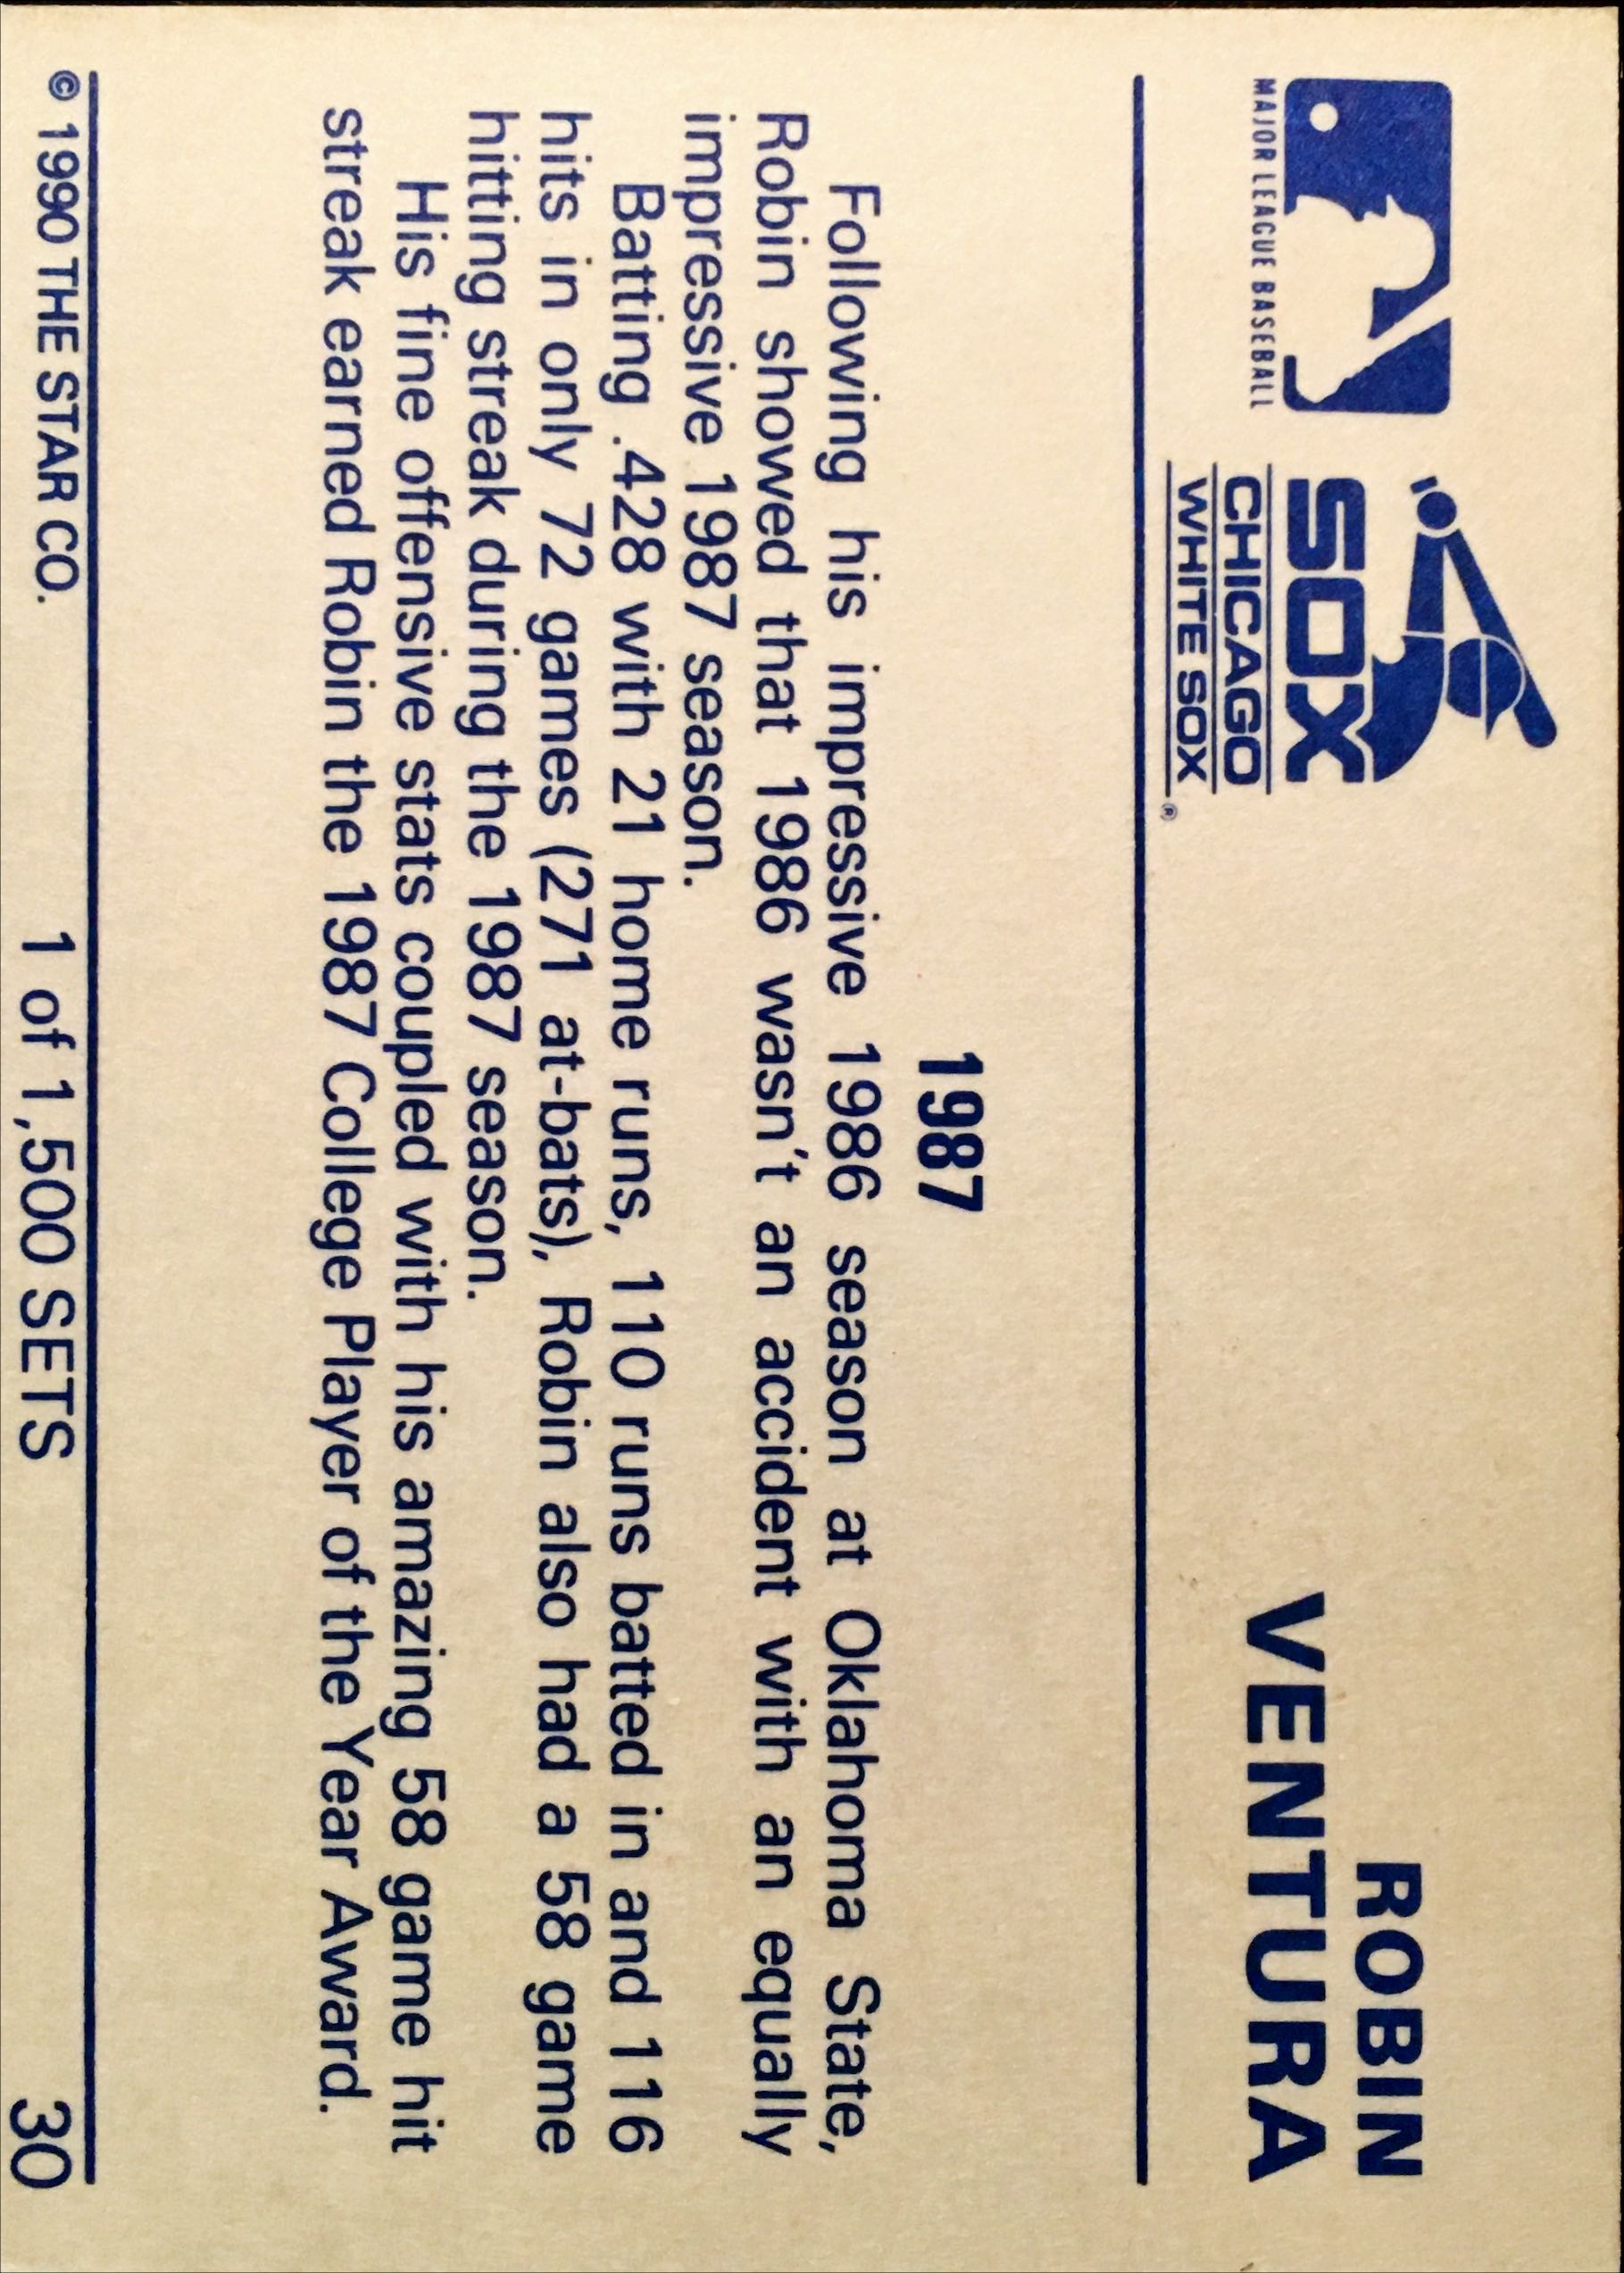 MAJOR LEAGUE BASEBALL
SOX
CHICAGO
WHITE SOX®
ROBIN
VENTURA
1987
Following his impressive 1986 season at Oklahoma State,
Robin showed that 1986 wasn't an accident with an equally
impressive 1987 season.
Batting .428 with 21 home runs, 110 runs batted in and 116
hits in only 72 games (271 at-bats), Robin also had a 58 game
hitting streak during the 1987 season.
His fine offensive stats coupled with his amazing 58 game hit
streak earned Robin the 1987 College Player of the Year Award.
© 1990 THE STAR CO. 1 of 1,500 SETS 30